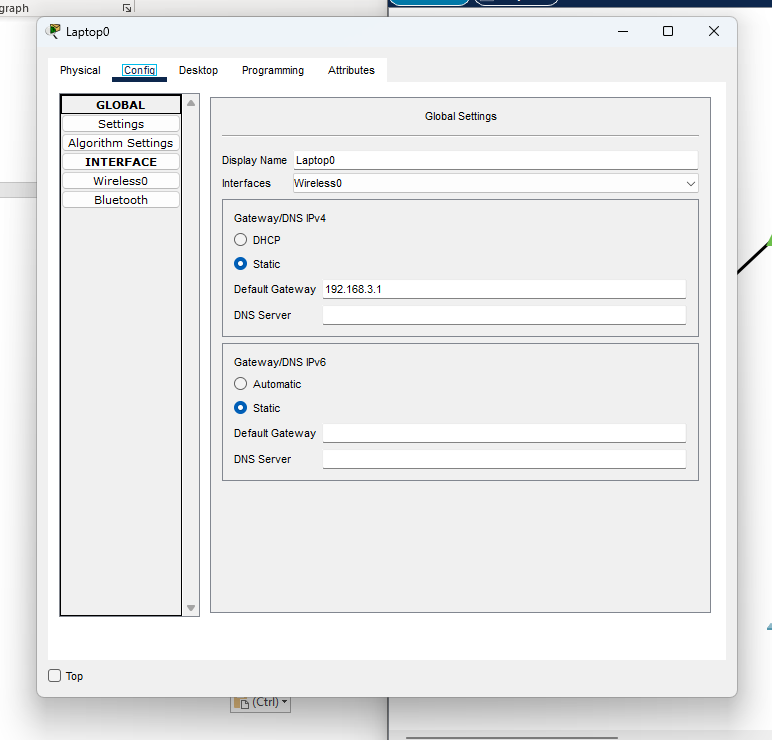 graph
Laptop0
Physical Config Desktop Programming Attributes
GLOBAL
Settings
Algorithm Settings
INTERFACE
Wireless0
Bluetooth
Global Settings
Display Name Laptop0
Interfaces Wireless0
Gateway/DNS IPv4
DHCP
Static
Default Gateway 192.168.3.1
DNS Server
Gateway/DNS IPv6
Automatic
Static
Default Gateway
DNS Server
Top
(Ctrl)